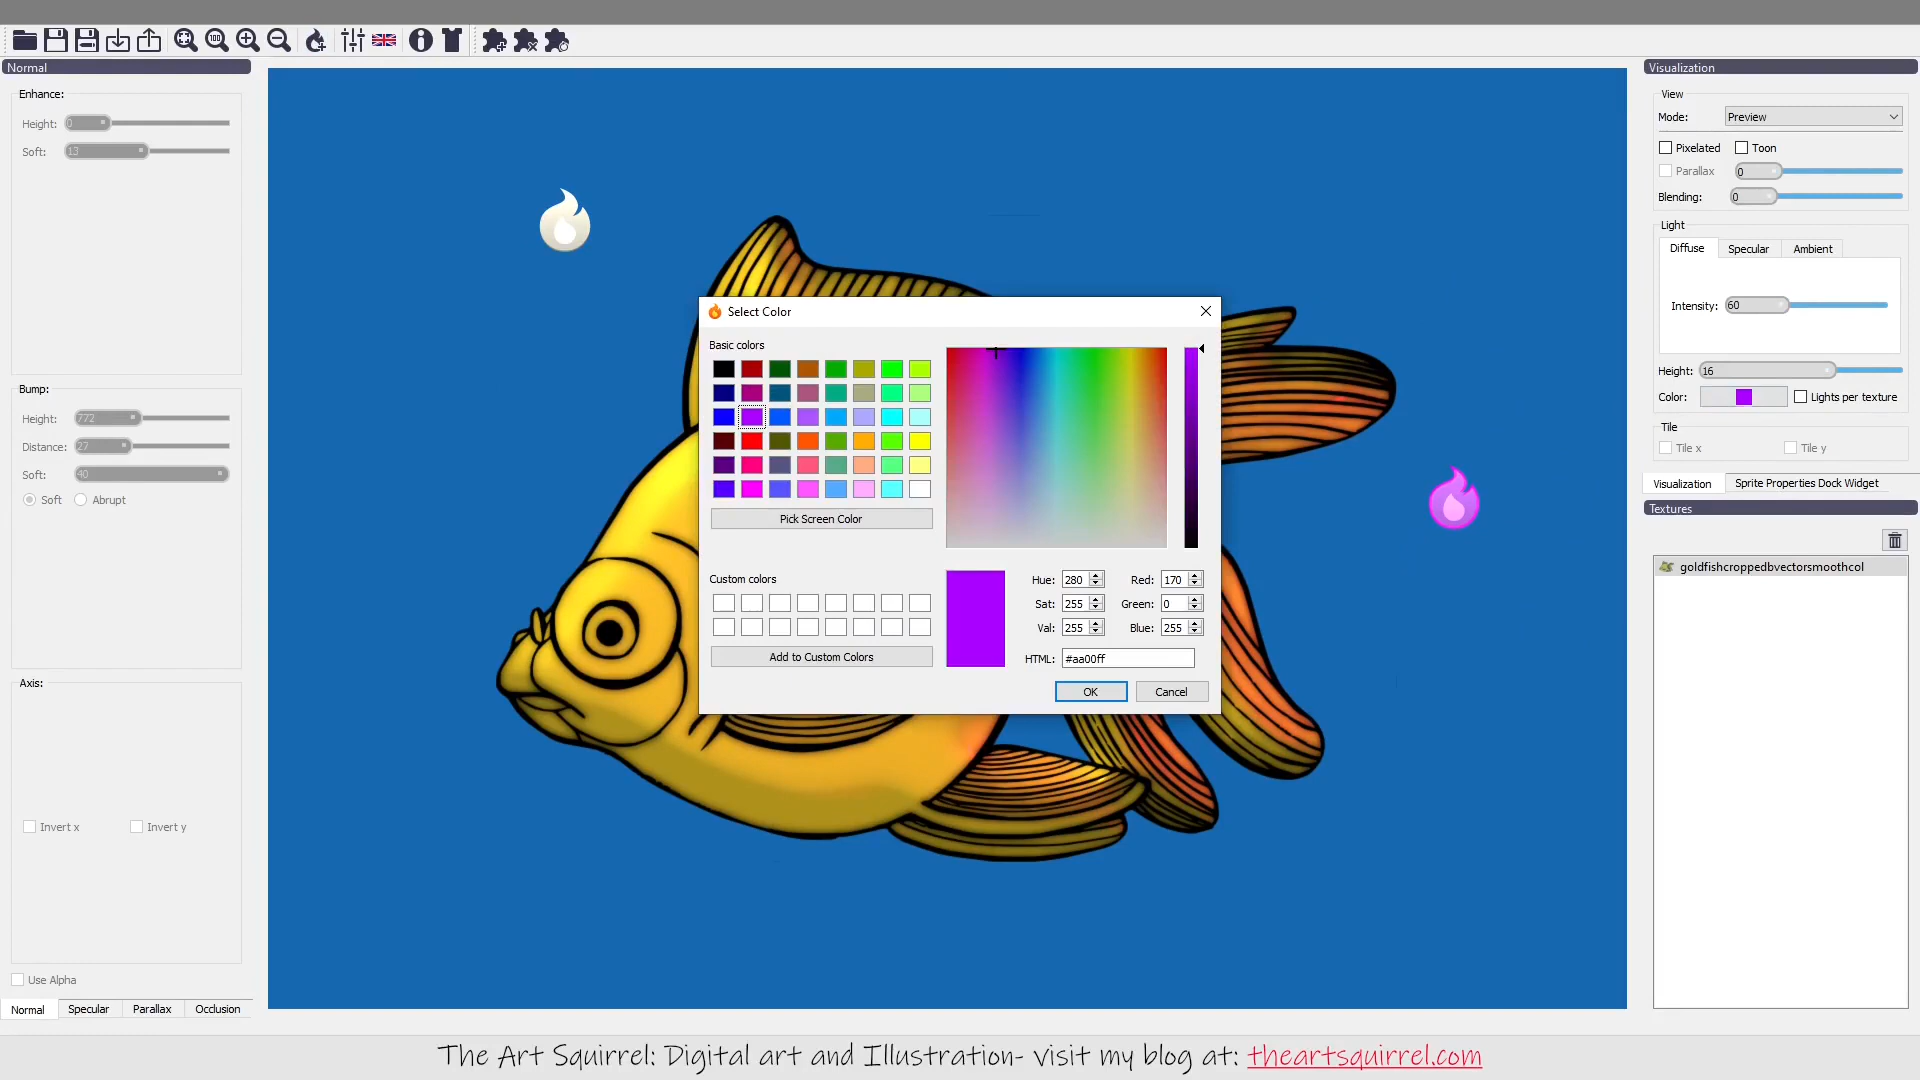 100
Normal
Visualization
Enhance:
Height: 0
Soft: 13
Bump:
Height: 772
Distance: 27
Soft: 40
Soft Abrupt
Axis:
Invert x Invert y
Use Alpha
Normal Specular Parallax Occlusion
Select Color
Basic colors
Pick Screen Color
Custom colors
Add to Custom Colors
Hue: 280 Red: 170
Sat: 255 Green: 0
Val: 255 Blue: 255
HTML: #aa00ff
OK Cancel
View
Mode: Preview
Pixelated Toon
Parallax 0
Blending: 0
Light
Diffuse Specular Ambient
Intensity: 60
Height: 16
Color: Lights per texture
Tile
Tile x Tile y
Visualization Sprite Properties Dock Widget
Textures
goldfishcroppedbvectorsmoothcol
The Art Squirrel: Digital art and Illustration- visit my blog at: theartsquirrel.com